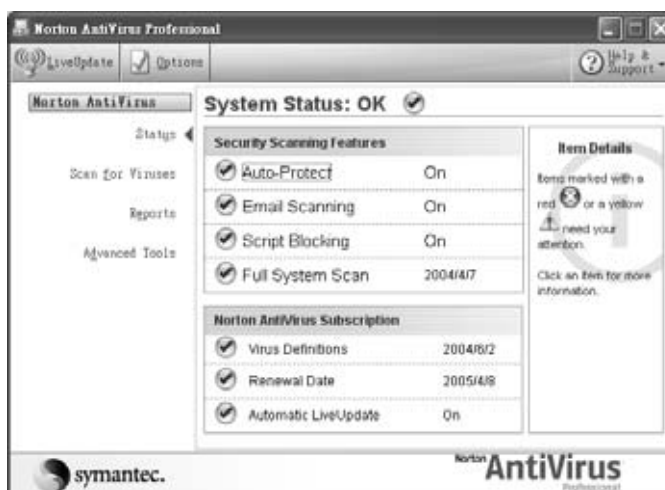 Norton AntiVirus Professional
LiveUpdate
Options
Help & Support
Norton AntiVirus
Status
Scan for Viruses
Reports
Advanced Tools
System Status: OK
Security Scanning Features
Auto-Protect On
Email Scanning On
Script Blocking On
Full System Scan 2004/4/7
Norton AntiVirus Subscription
Virus Definitions 2004/6/2
Renewal Date 2005/4/8
Automatic LiveUpdate On
Item Details
Items marked with a
red or a yellow
need your
attention.
Click an item for more
information.
symantec.
Norton AntiVirus
Professional